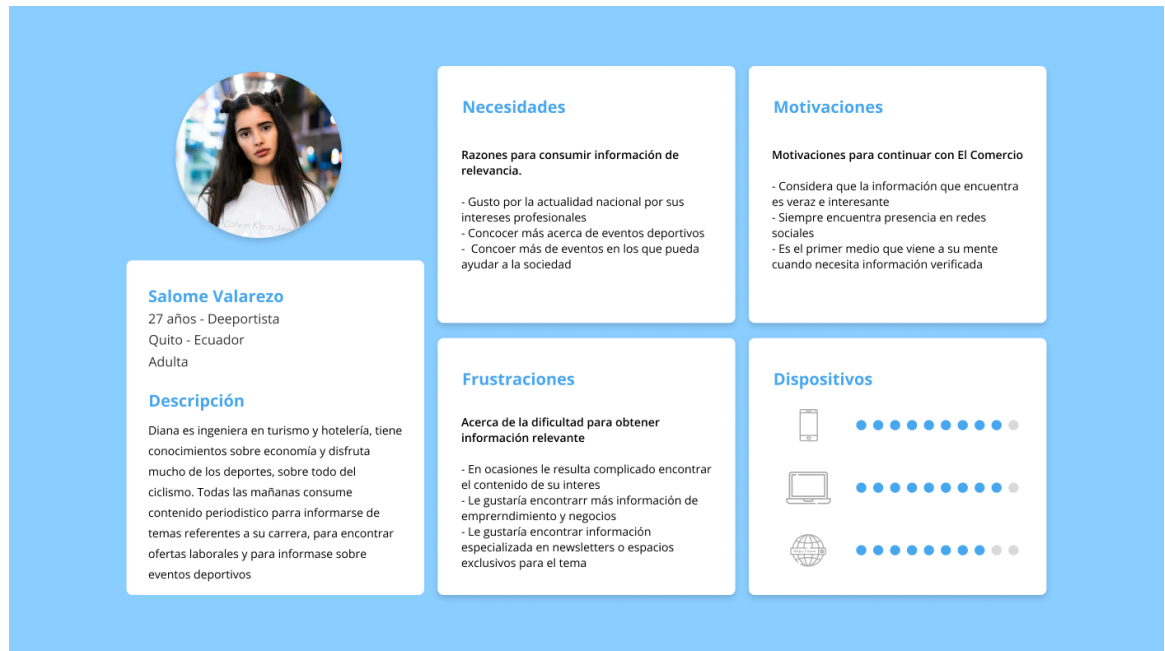 Calvin Klein Jeans
Salome Valarezo
27 años - Deeportista
Quito - Ecuador
Adulta
Descripción
Diana es ingeniera en turismo y hotelería, tiene
conocimientos sobre economía y disfruta
mucho de los deportes, sobre todo del
ciclismo. Todas las mañanas consume
contenido periodistico parra informarse de
temas referentes a su carrera, para encontrar
ofertas laborales y para informase sobre
eventos deportivos
Necesidades
Razones para consumir información de
relevancia.
- Gusto por la actualidad nacional por sus
intereses profesionales
- Concocer más acerca de eventos deportivos
- Concoer más de eventos en los que pueda
ayudar a la sociedad
Motivaciones
Motivaciones para continuar con El Comercio
- Considera que la información que encuentra
es veraz e interesante
- Siempre encuentra presencia en redes
sociales
- Es el primer medio que viene a su mente
cuando necesita información verificada
Frustraciones
Acerca de la dificultad para obtener
información relevante
- En ocasiones le resulta complicado encontrar
el contenido de su interes
- Le gustaría encontrarr más información de
emprerndimiento y negocios
- Le gustaría encontrar información
especializada en newsletters o espacios
exclusivos para el tema
Dispositivos